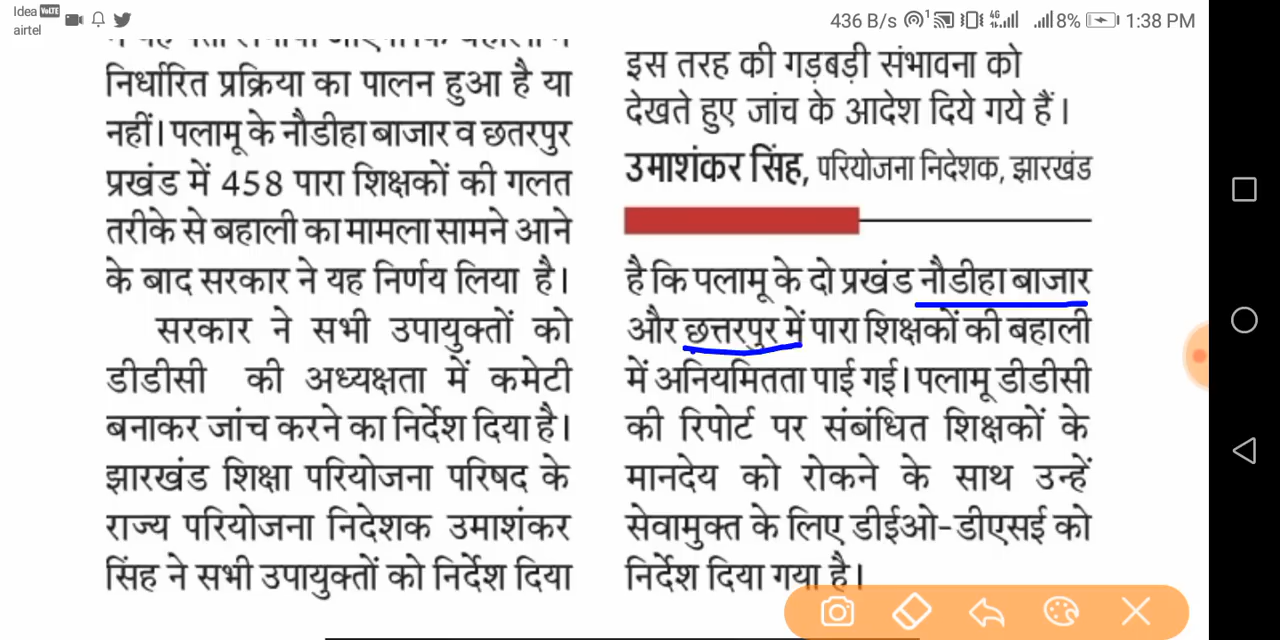 Idea VoLTE
airtel
436 B/s 4G 8% 1:38 PM
निर्धारित प्रक्रिया का पालन हुआ है या
नहीं। पलामू के नौडीहा बाजार व छतरपुर
प्रखंड में 458 पारा शिक्षकों की गलत
तरीके से बहाली का मामला सामने आने
के बाद सरकार ने यह निर्णय लिया है।
सरकार ने सभी उपायुक्तों को
डीडीसी की अध्यक्षता में कमेटी
बनाकर जांच करने का निर्देश दिया है।
झारखंड शिक्षा परियोजना परिषद के
राज्य परियोजना निदेशक उमाशंकर
सिंह ने सभी उपायुक्तों को निर्देश दिया
इस तरह की गड़बड़ी संभावना को
देखते हुए जांच के आदेश दिये गये हैं।
उमाशंकर सिंह, परियोजना निदेशक, झारखंड
है कि पलामू के दो प्रखंड नौडीहा बाजार
और छत्तरपुर में पारा शिक्षकों की बहाली
में अनियमितता पाई गई। पलामू डीडीसी
की रिपोर्ट पर संबंधित शिक्षकों के
मानदेय को रोकने के साथ उन्हें
सेवामुक्त के लिए डीईओ-डीएसई को
निर्देश दिया गया है।